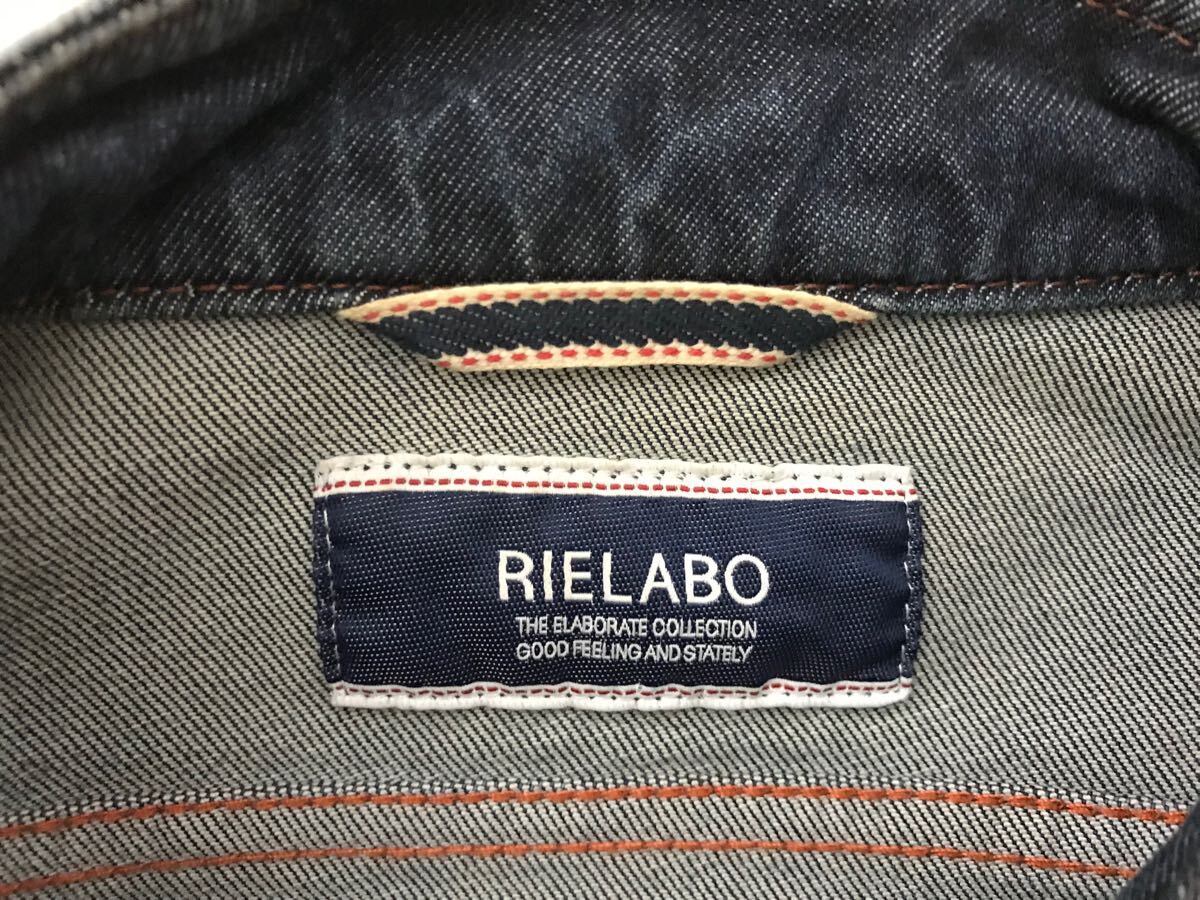 RIELABO
THE ELABORATE COLLECTION
GOOD FEELING AND STATELY